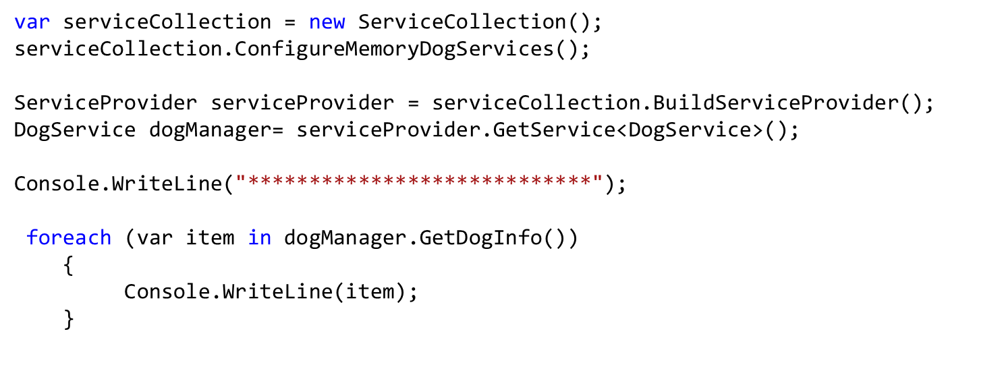 var serviceCollection = new ServiceCollection();
serviceCollection.ConfigureMemoryDogServices();
ServiceProvider serviceProvider = serviceCollection.BuildServiceProvider();
DogService dogManager= serviceProvider.GetService<DogService>();
Console.WriteLine("****************************");
foreach (var item in dogManager.GetDogInfo())
{
Console.WriteLine(item);
}